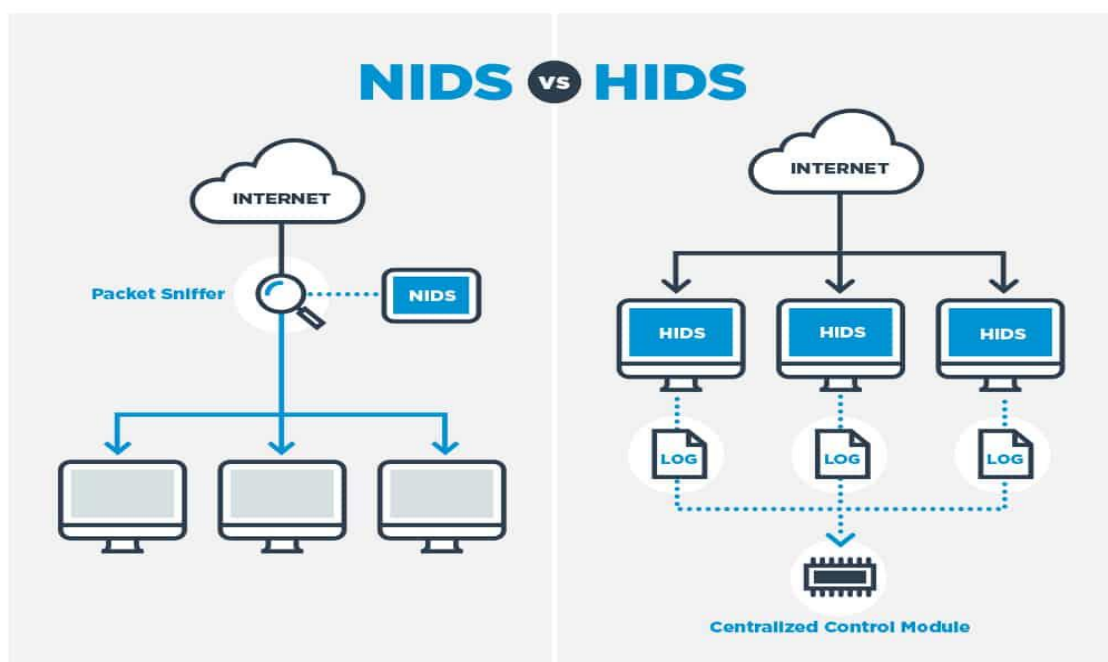 NIDS vs HIDS
INTERNET
Packet Sniffer
NIDS
INTERNET
HIDS
HIDS
HIDS
LOG
LOG
LOG
Centralized Control Module